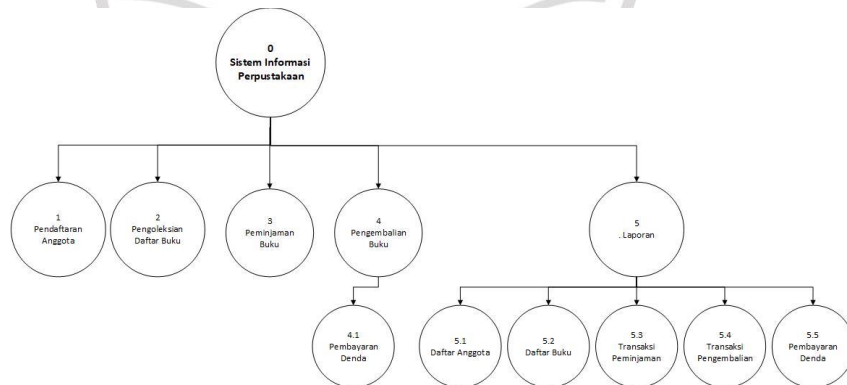 0
Sistem Informasi
Perpustakaan
1
Pendaftaran
Anggota
2
Pengoleksian
Daftar Buku
3
Peminjaman
Buku
4
Pengembalian
Buku
5
. Laporan
4.1
Pembayaran
Denda
5.1
Daftar Anggota
5.2
Daftar Buku
5.3
Transaksi
Peminjaman
5.4
Transaksi
Pengembalian
5.5
Pembayaran
Denda